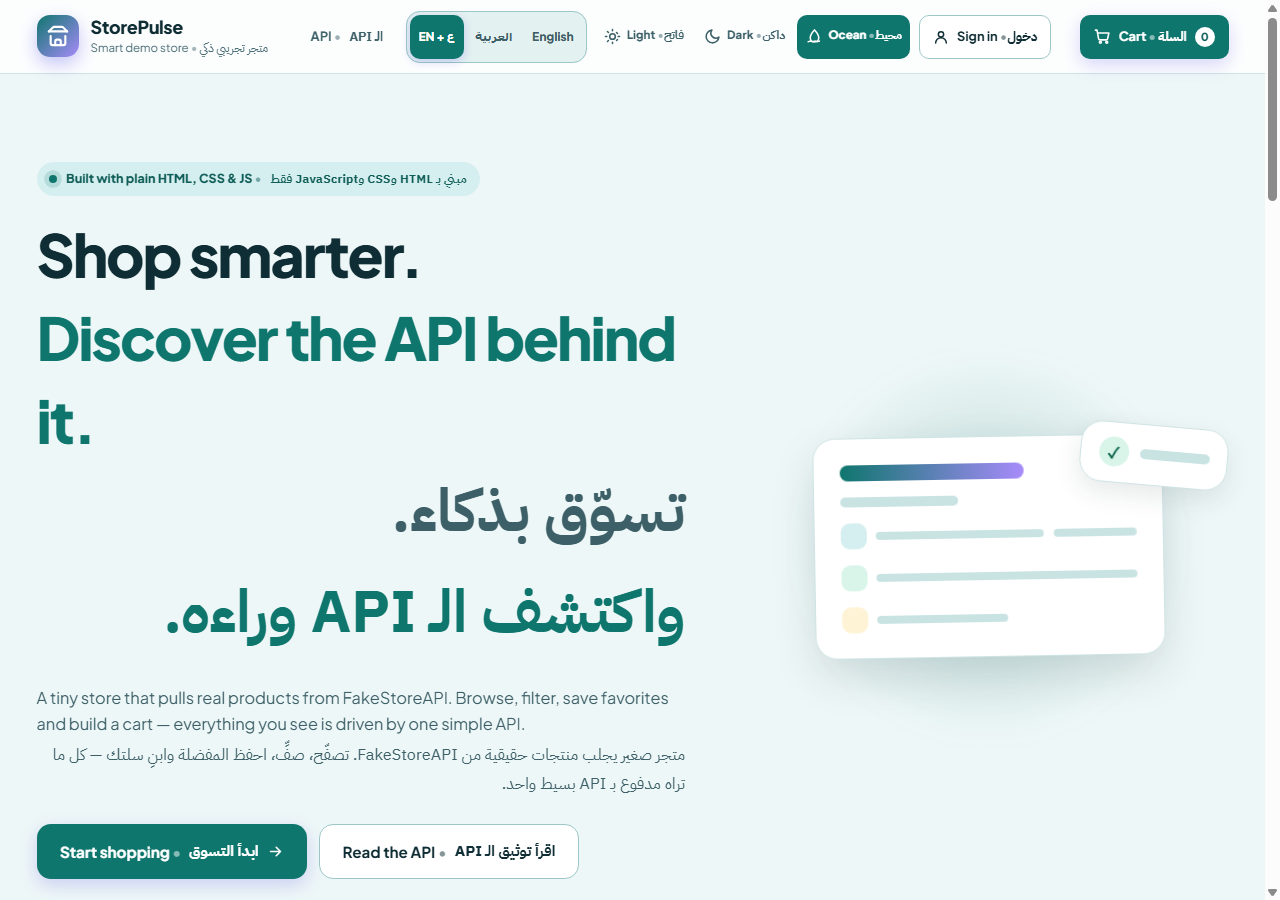 StorePulse
Smart demo store • متجر تجريبي ذكي
API • الـ API
EN + ع
العربية
English
Light • فاتح
Dark • داكن
Ocean • محيط
Sign in • دخول
Cart • السلة 0
Built with plain HTML, CSS & JS • مبني بـ HTML وCSS وJavaScript فقط
Shop smarter.
Discover the API behind
it.
تسوّق بذكاء.
واكتشف الـ API وراءه.
A tiny store that pulls real products from FakeStoreAPI. Browse, filter, save favorites
and build a cart — everything you see is driven by one simple API.
متجر صغير يجلب منتجات حقيقية من FakeStoreAPI. تصفّح، صفِّ، احفظ المفضلة وابنِ سلتك — كل ما
تراه مدفوع بـ API بسيط واحد.
Start shopping • ابدأ التسوق →
Read the API • اقرأ توثيق الـ API